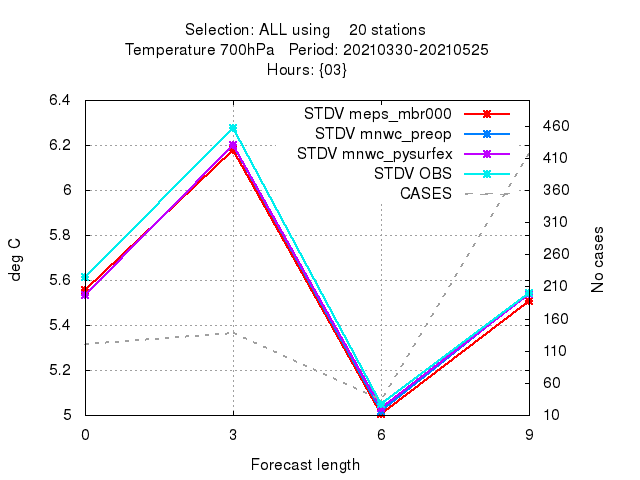 Selection: ALL using 20 stations
Temperature 700hPa Period: 20210330-20210525
Hours: {03}
6.4
6.2
6
5.8
5.6
5.4
5.2
5
deg C
STDV meps_mbr000
STDV mnwc_preop
STDV mnwc_pysurfex
STDV OBS
CASES
460
410
360
310
260
210
160
110
60
10
No cases
0 3 6 9
Forecast length